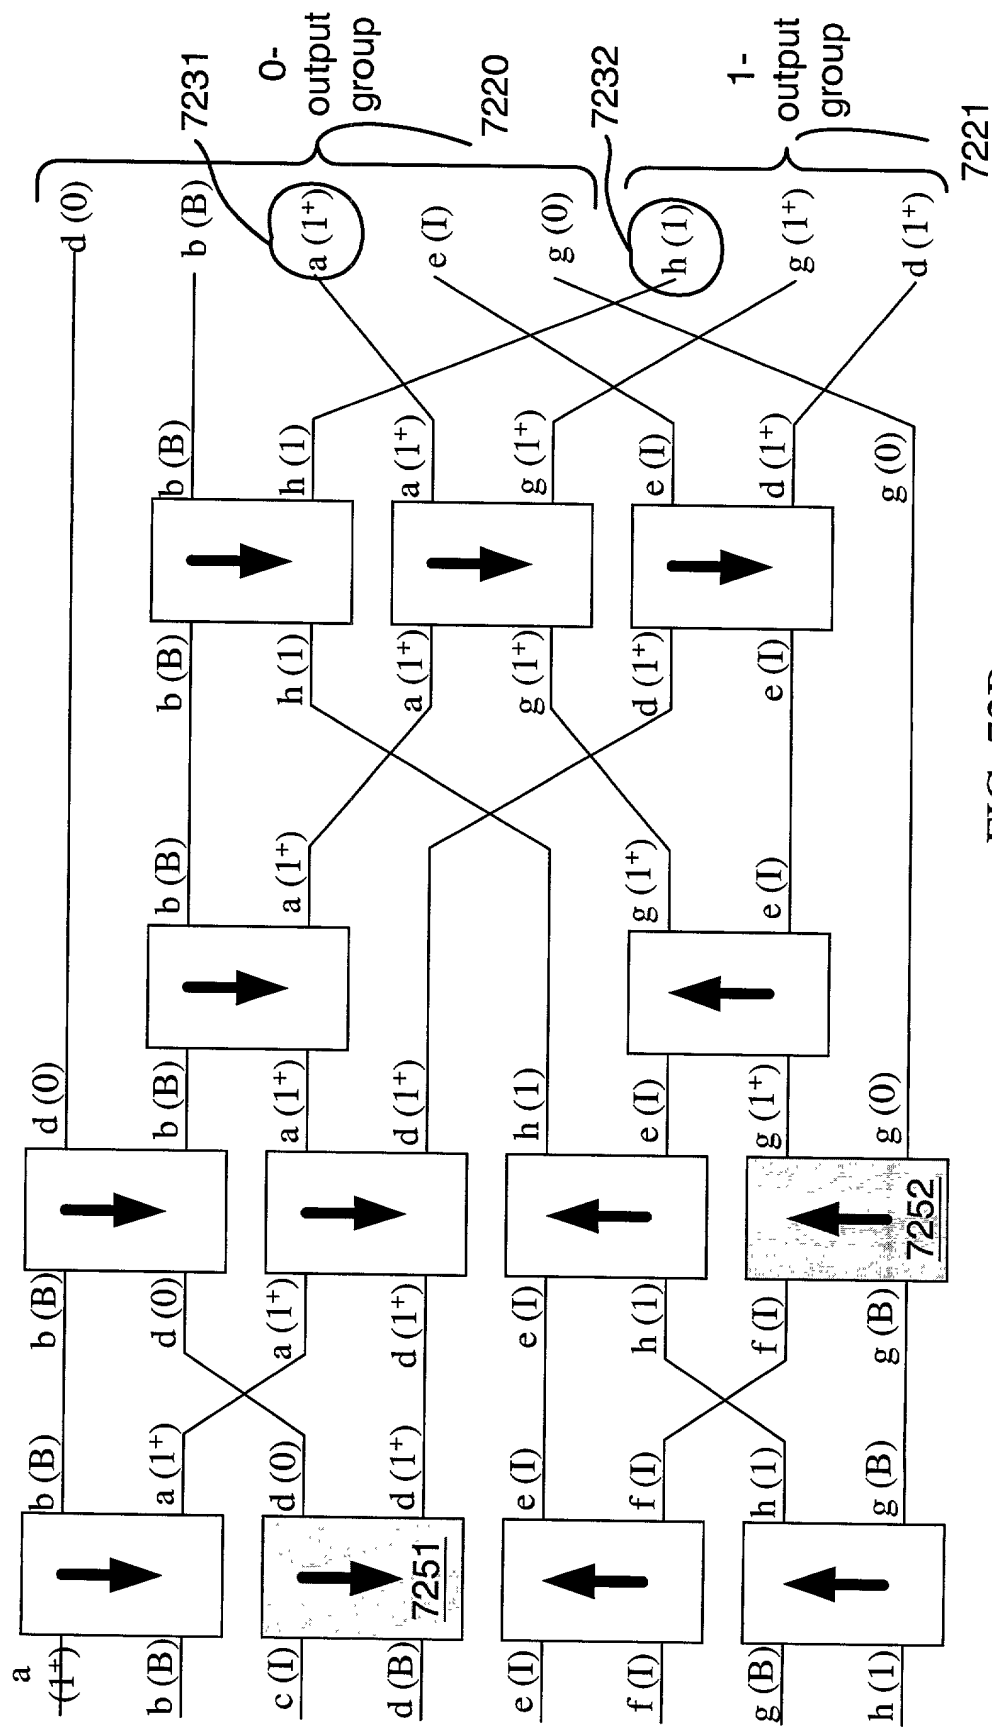 a
(1⁺)
b (B)
c (I)
d (B)
e (I)
f (I)
g (B)
h (1)
7251
b (B)
a (1⁺)
d (0)
d (1⁺)
e (I)
f (I)
h (1)
g (B)
b (B)
d (0)
a (1⁺)
d (1⁺)
e (I)
h (1)
f (I)
g (B)
7252
d (0)
b (B)
a (1⁺)
d (1⁺)
h (1)
e (I)
g (1⁺)
g (0)
b (B)
a (1⁺)
g (1⁺)
e (I)
b (B)
h (1)
a (1⁺)
g (1⁺)
d (1⁺)
e (I)
b (B)
h (1)
a (1⁺)
g (1⁺)
e (I)
d (1⁺)
g (0)
d (0)
b (B)
a (1⁺)
e (I)
g (0)
h (1)
g (1⁺)
d (1⁺)
7231
0-
output
group
7220
7232
1-
output
group
7221